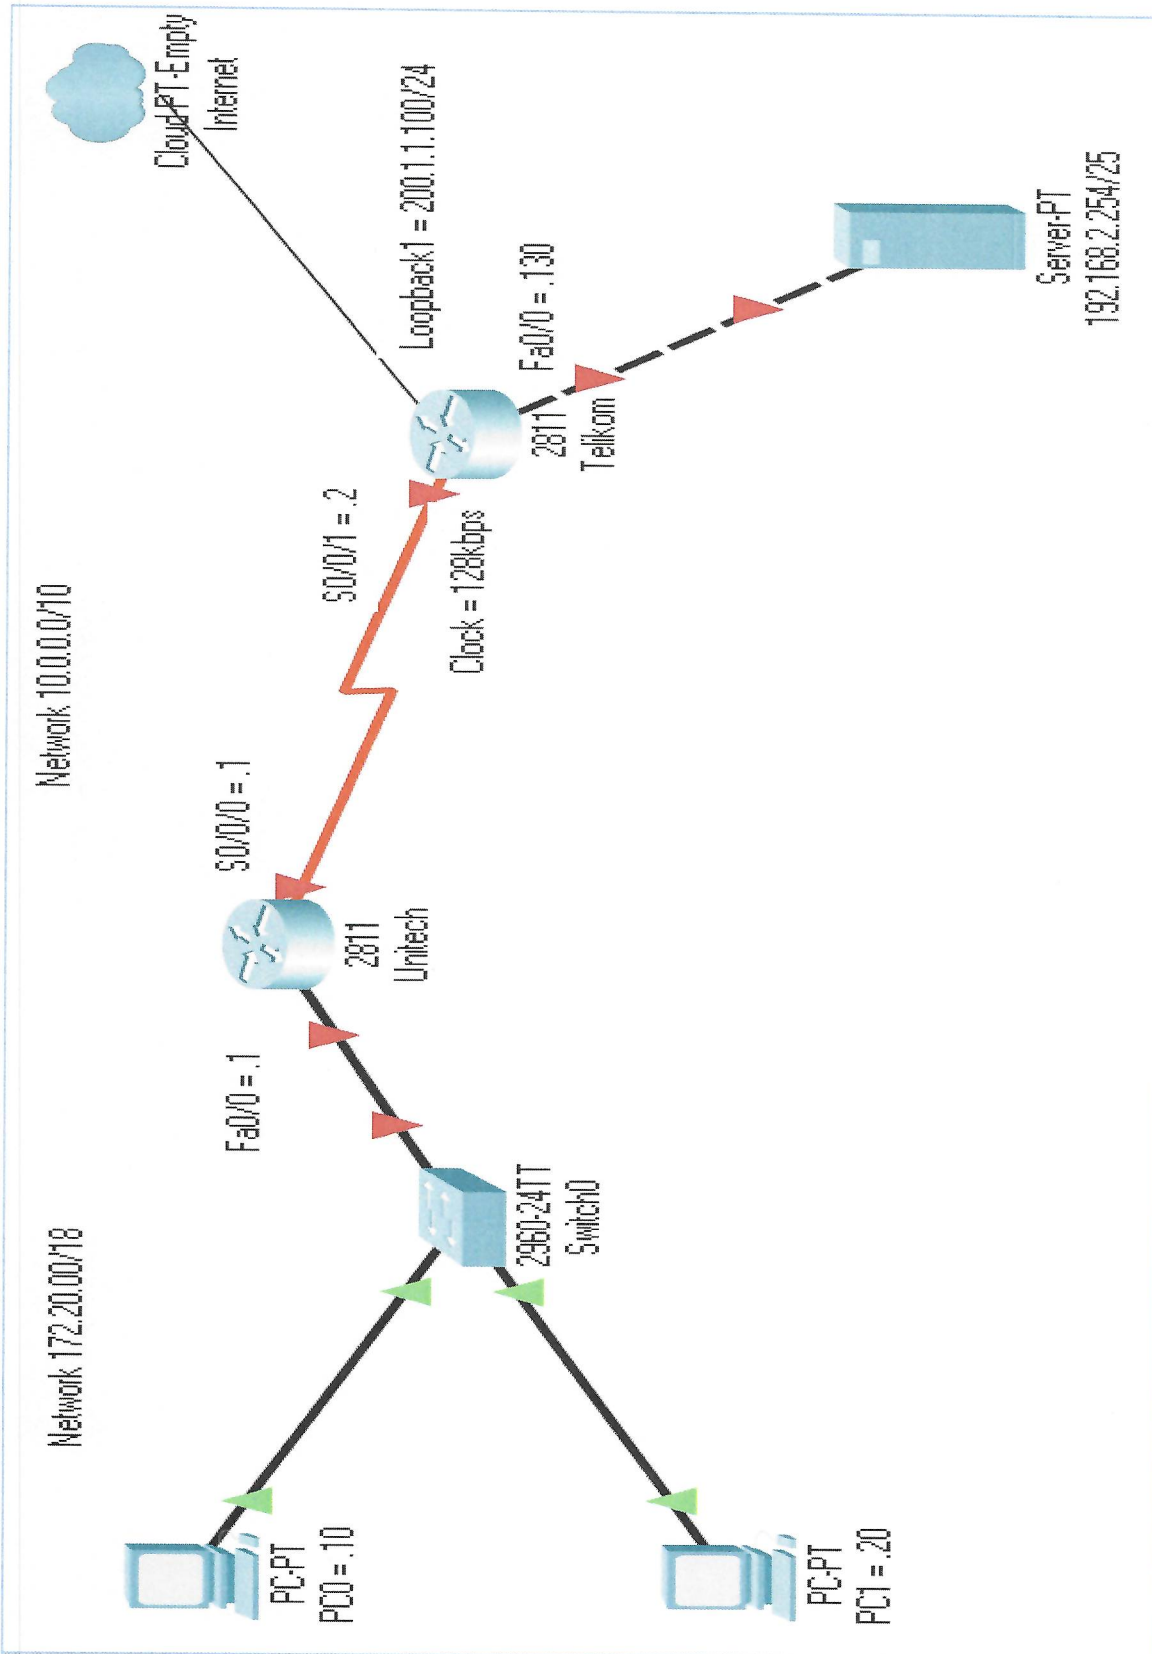 Network 172.20.00/18
Network 10.0.0.0/10
Cloud-PT-Empty
Internet
Fa0/0 = .1
S0/0/0 = .1
S0/0/1 = .2
Loopback1 = 200.1.1.100/24
2811
Unitech
Clock = 128kbps
Fa0/0 = .130
2811
Telikom
PC-PT
PC0 = .10
2960-24TT
Switch0
PC-PT
PC1 = .20
Server-PT
192.168.2.254/25